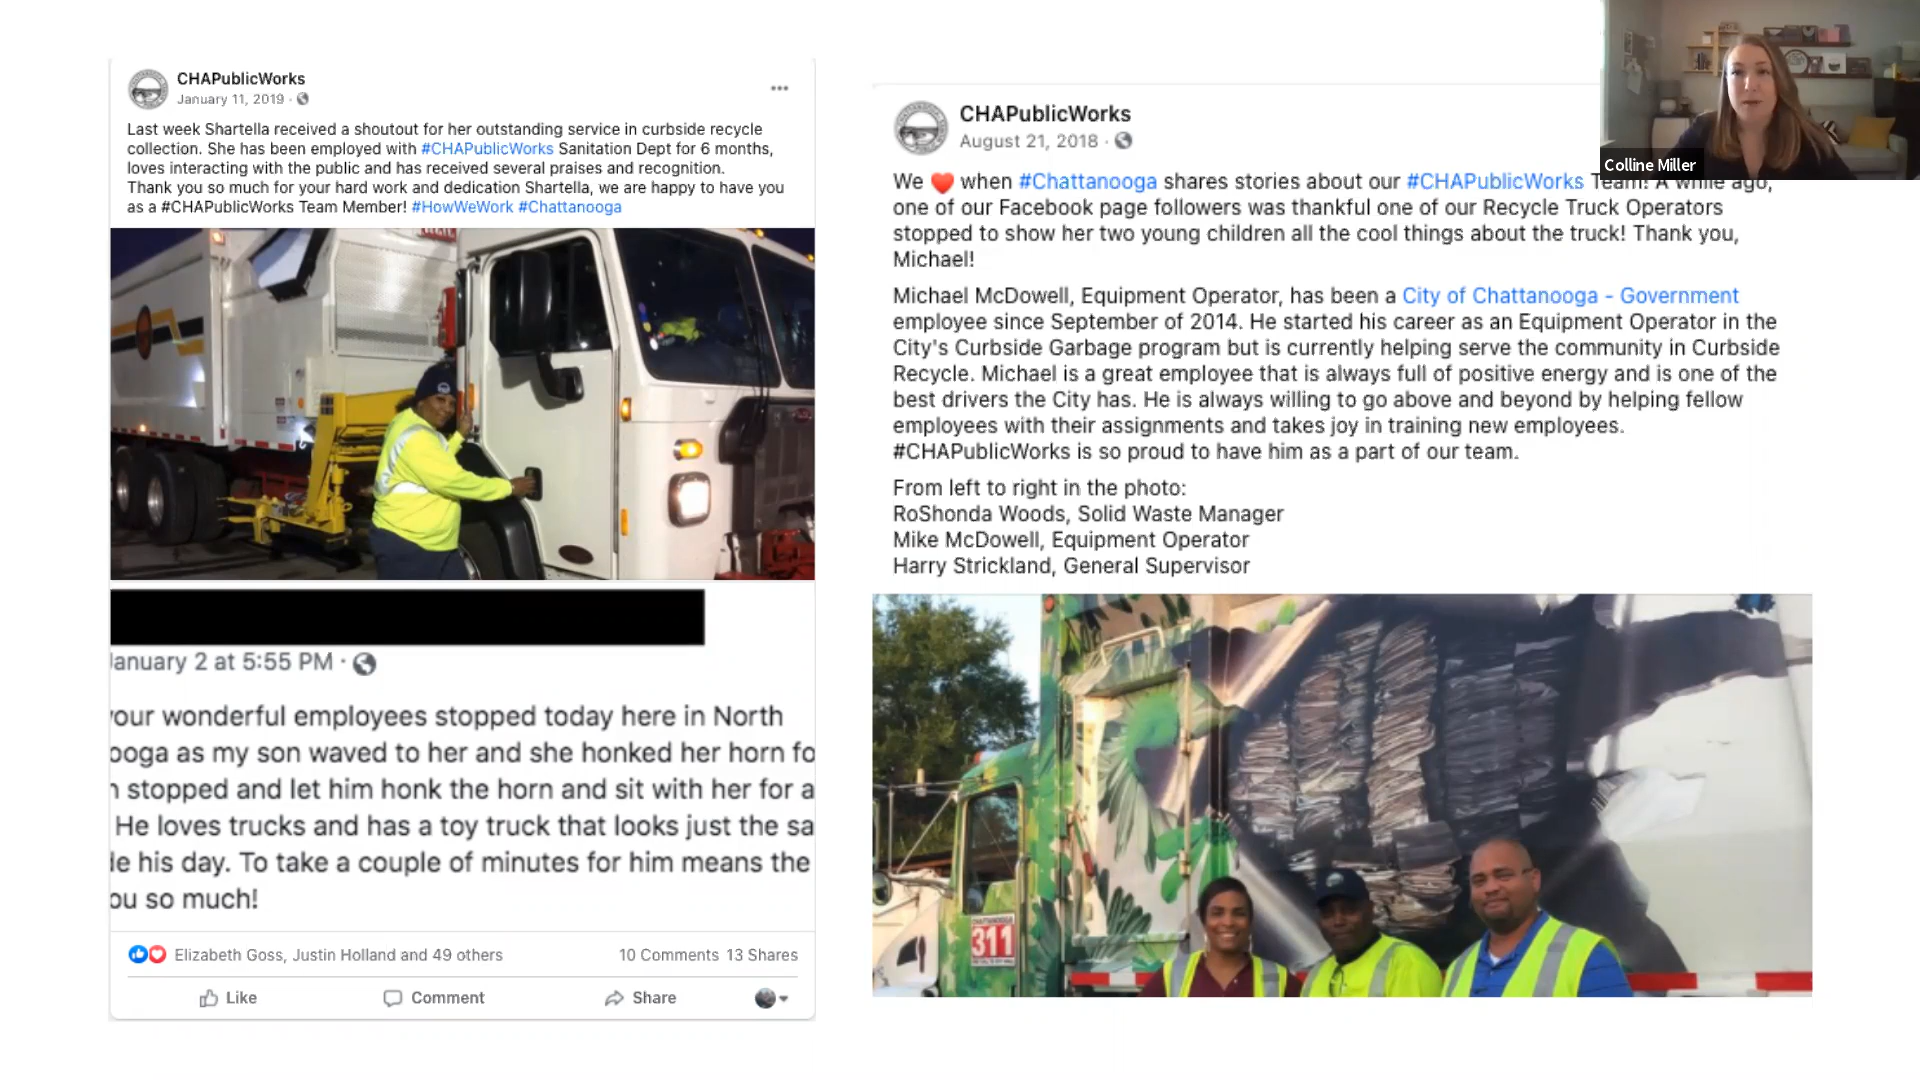 CHAPublicWorks
January 11, 2019 ·
Last week Shartella received a shoutout for her outstanding service in curbside recycle
collection. She has been employed with #CHAPublicWorks Sanitation Dept for 6 months,
loves interacting with the public and has received several praises and recognition.
Thank you so much for your hard work and dedication Shartella, we are happy to have you
as a #CHAPublicWorks Team Member! #HowWeWork #Chattanooga
January 2 at 5:55 PM ·
your wonderful employees stopped today here in North
ooga as my son waved to her and she honked her horn fo
n stopped and let him honk the horn and sit with her for a
He loves trucks and has a toy truck that looks just the sa
de his day. To take a couple of minutes for him means the
ou so much!
Elizabeth Goss, Justin Holland and 49 others
10 Comments 13 Shares
Like
Comment
Share
CHAPublicWorks
August 21, 2018 ·
We ❤️ when #Chattanooga shares stories about our #CHAPublicWorks Team! A while ago,
one of our Facebook page followers was thankful one of our Recycle Truck Operators
stopped to show her two young children all the cool things about the truck! Thank you,
Michael!
Michael McDowell, Equipment Operator, has been a City of Chattanooga - Government
employee since September of 2014. He started his career as an Equipment Operator in the
City's Curbside Garbage program but is currently helping serve the community in Curbside
Recycle. Michael is a great employee that is always full of positive energy and is one of the
best drivers the City has. He is always willing to go above and beyond by helping fellow
employees with their assignments and takes joy in training new employees.
#CHAPublicWorks is so proud to have him as a part of our team.
From left to right in the photo:
RoShonda Woods, Solid Waste Manager
Mike McDowell, Equipment Operator
Harry Strickland, General Supervisor
CHATTANOOGA
311
Colline Miller